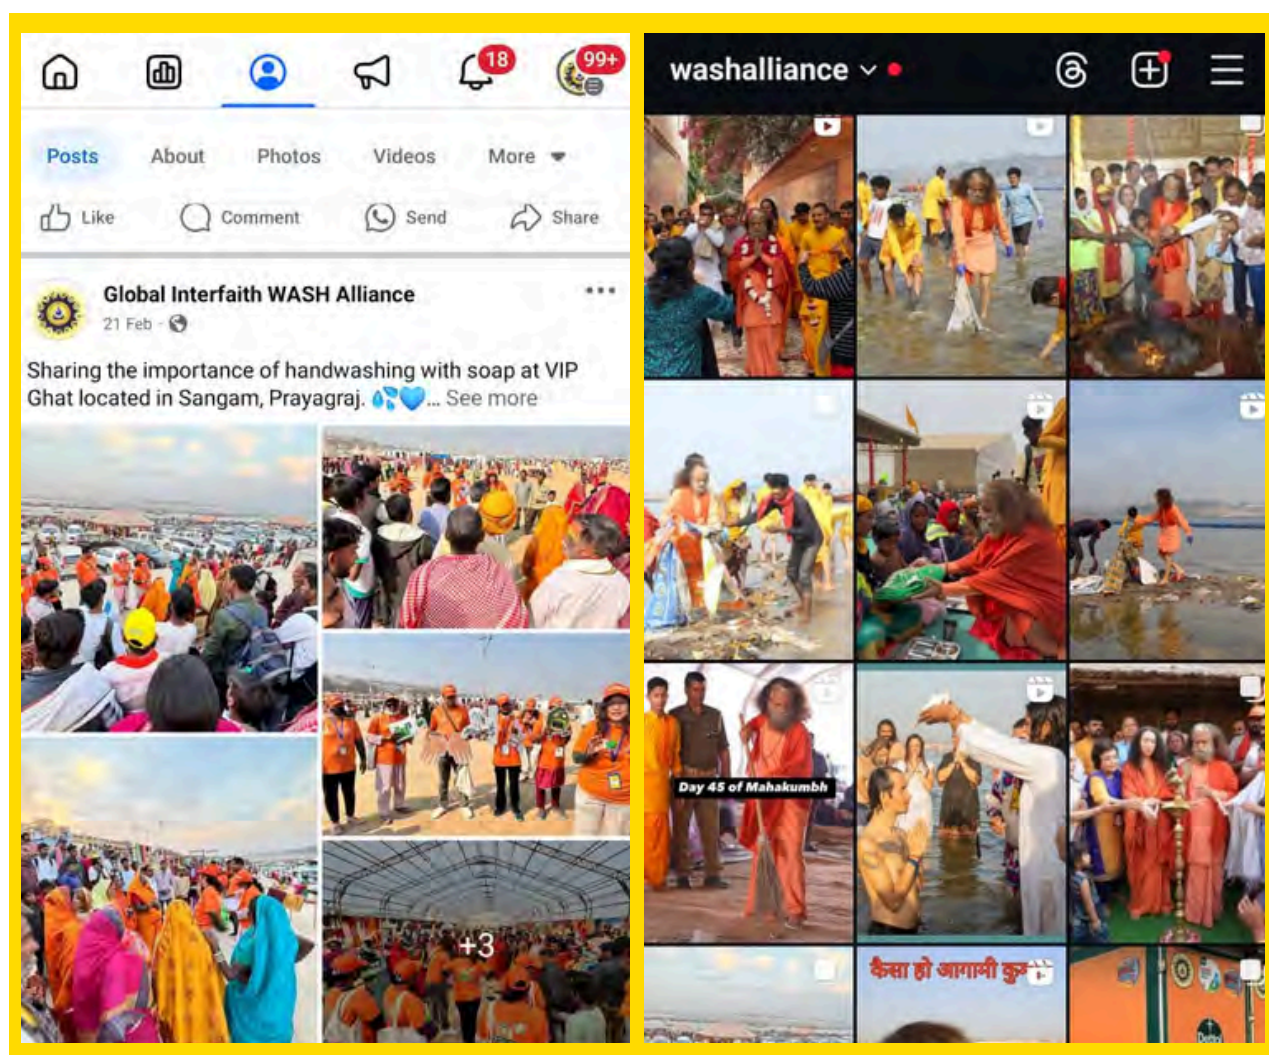 18
99+
Posts
About
Photos
Videos
More
Like
Comment
Send
Share
Global Interfaith WASH Alliance
21 Feb ·
Sharing the importance of handwashing with soap at VIP
Ghat located in Sangam, Prayagraj. 💦💙... See more
+3
washalliance
Day 45 of Mahakumbh
कैसा हो आगामी
Dettol